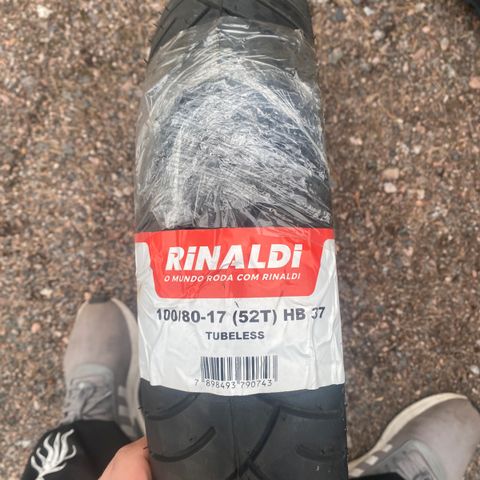 RiNALDi
O MUNDO RODA COM RINALDI
100/80-17 (52T) HB 37
TUBELESS
7 898493 790743